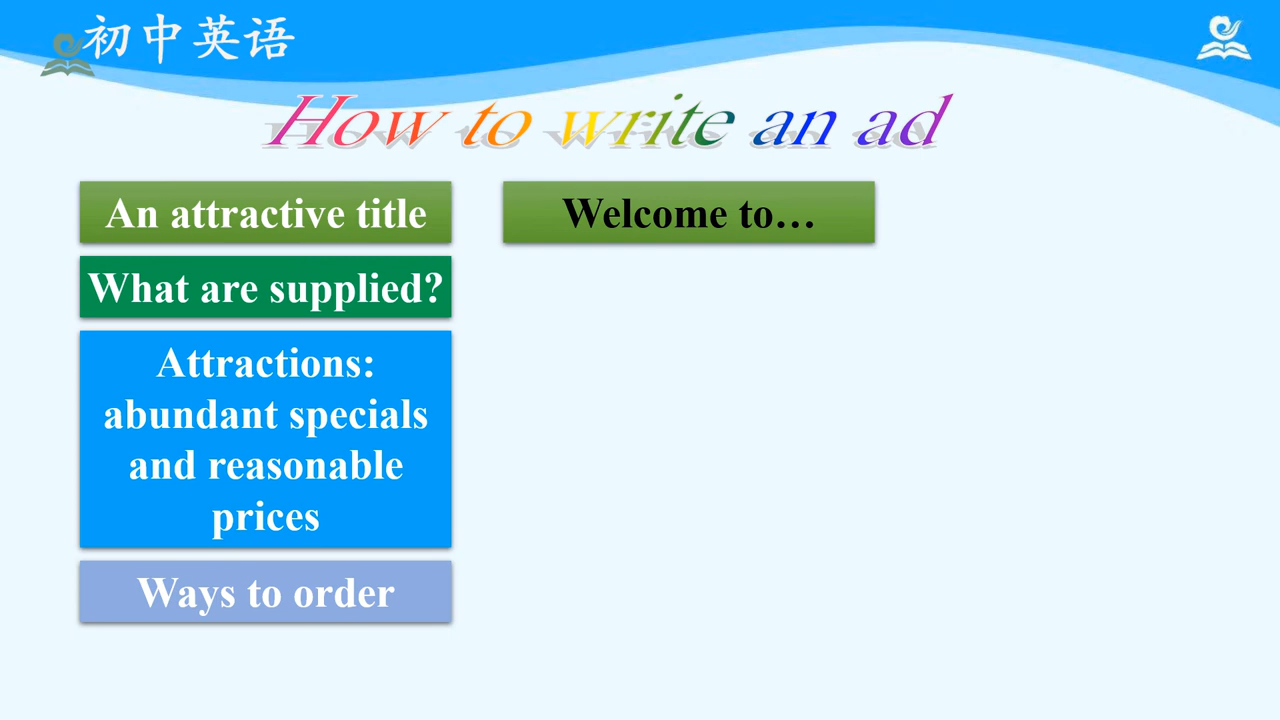 初中英语
How to write an ad
An attractive title
Welcome to…
What are supplied?
Attractions:
abundant specials
and reasonable
prices
Ways to order